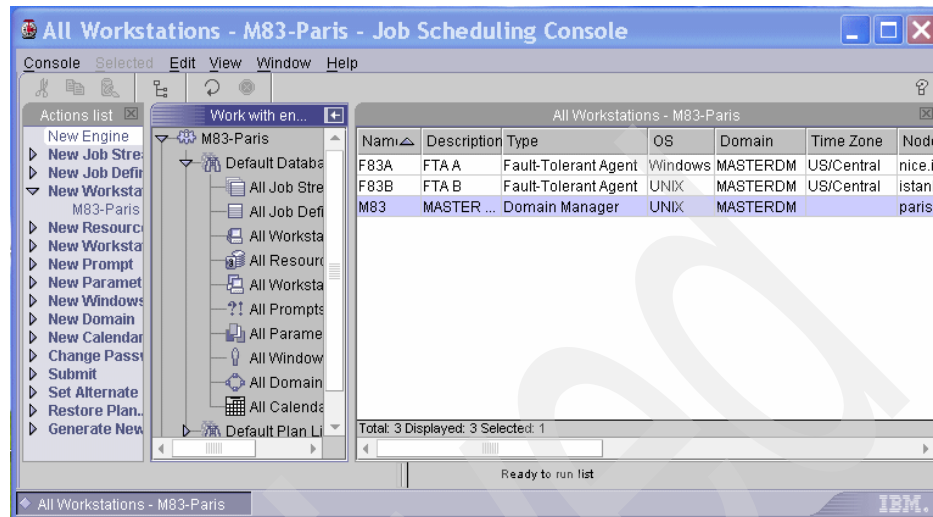 All Workstations - M83-Paris - Job Scheduling Console
Console Selected Edit View Window Help
Actions list
New Engine
New Job Stre
New Job Defin
New Worksta
M83-Paris
New Resourc
New Worksta
New Prompt
New Paramet
New Windows
New Domain
New Calendar
Change Passw
Submit
Set Alternate
Restore Plan..
Generate New
Work with en...
M83-Paris
Default Databa
All Job Stre
All Job Defi
All Worksta
All Resourc
All Worksta
All Prompts
All Parame
All Window
All Domain
All Calenda
Default Plan Li
All Workstations - M83-Paris
Name Description Type OS Domain Time Zone Node
F83A FTA A Fault-Tolerant Agent Windows MASTERDM US/Central nice.i
F83B FTA B Fault-Tolerant Agent UNIX MASTERDM US/Central istan
M83 MASTER ... Domain Manager UNIX MASTERDM paris
Total: 3 Displayed: 3 Selected: 1
Ready to run list
All Workstations - M83-Paris
IBM.